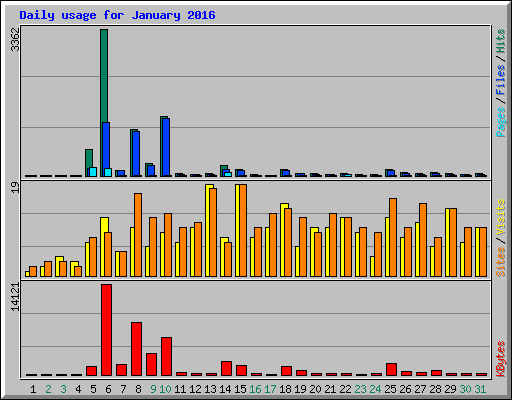 Daily usage for January 2016
3362
Pages / Files / Hits
19
Sites / Visits
14121
KBytes
1 2 3 4 5 6 7 8 9 10 11 12 13 14 15 16 17 18 19 20 21 22 23 24 25 26 27 28 29 30 31